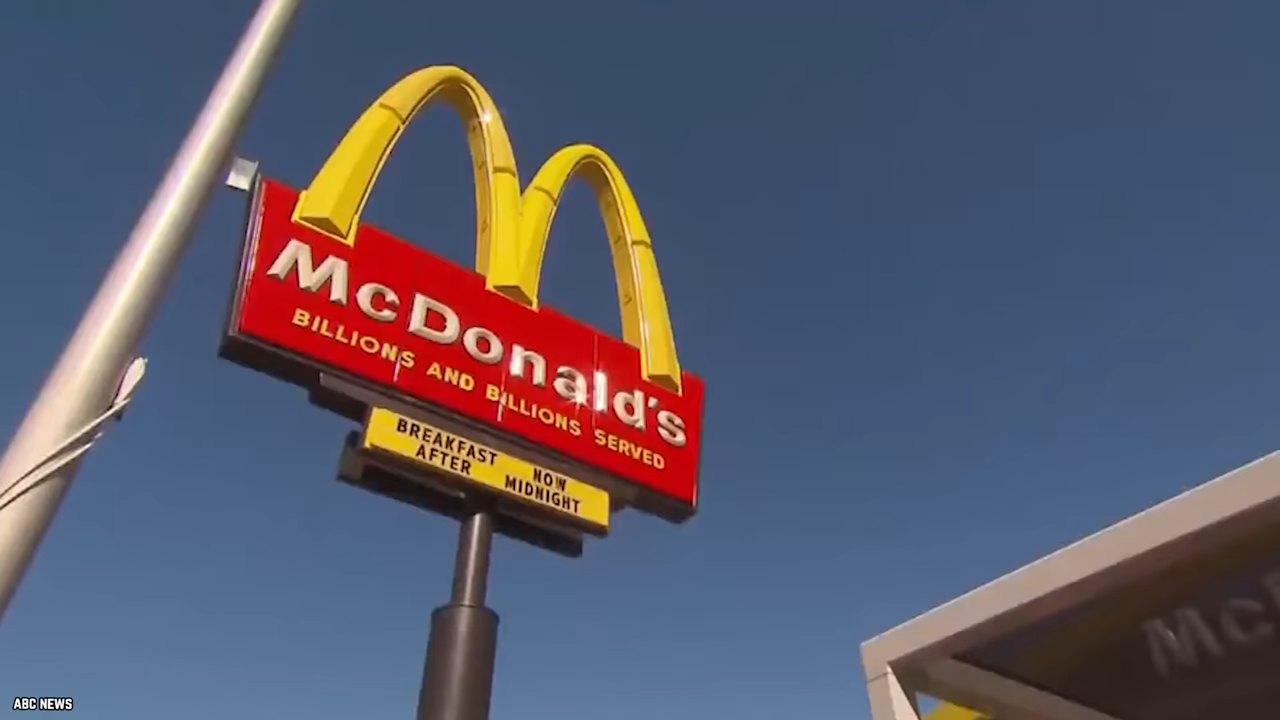 McDonald's
BILLIONS AND BILLIONS SERVED
BREAKFAST NOW
AFTER MIDNIGHT
ABC NEWS